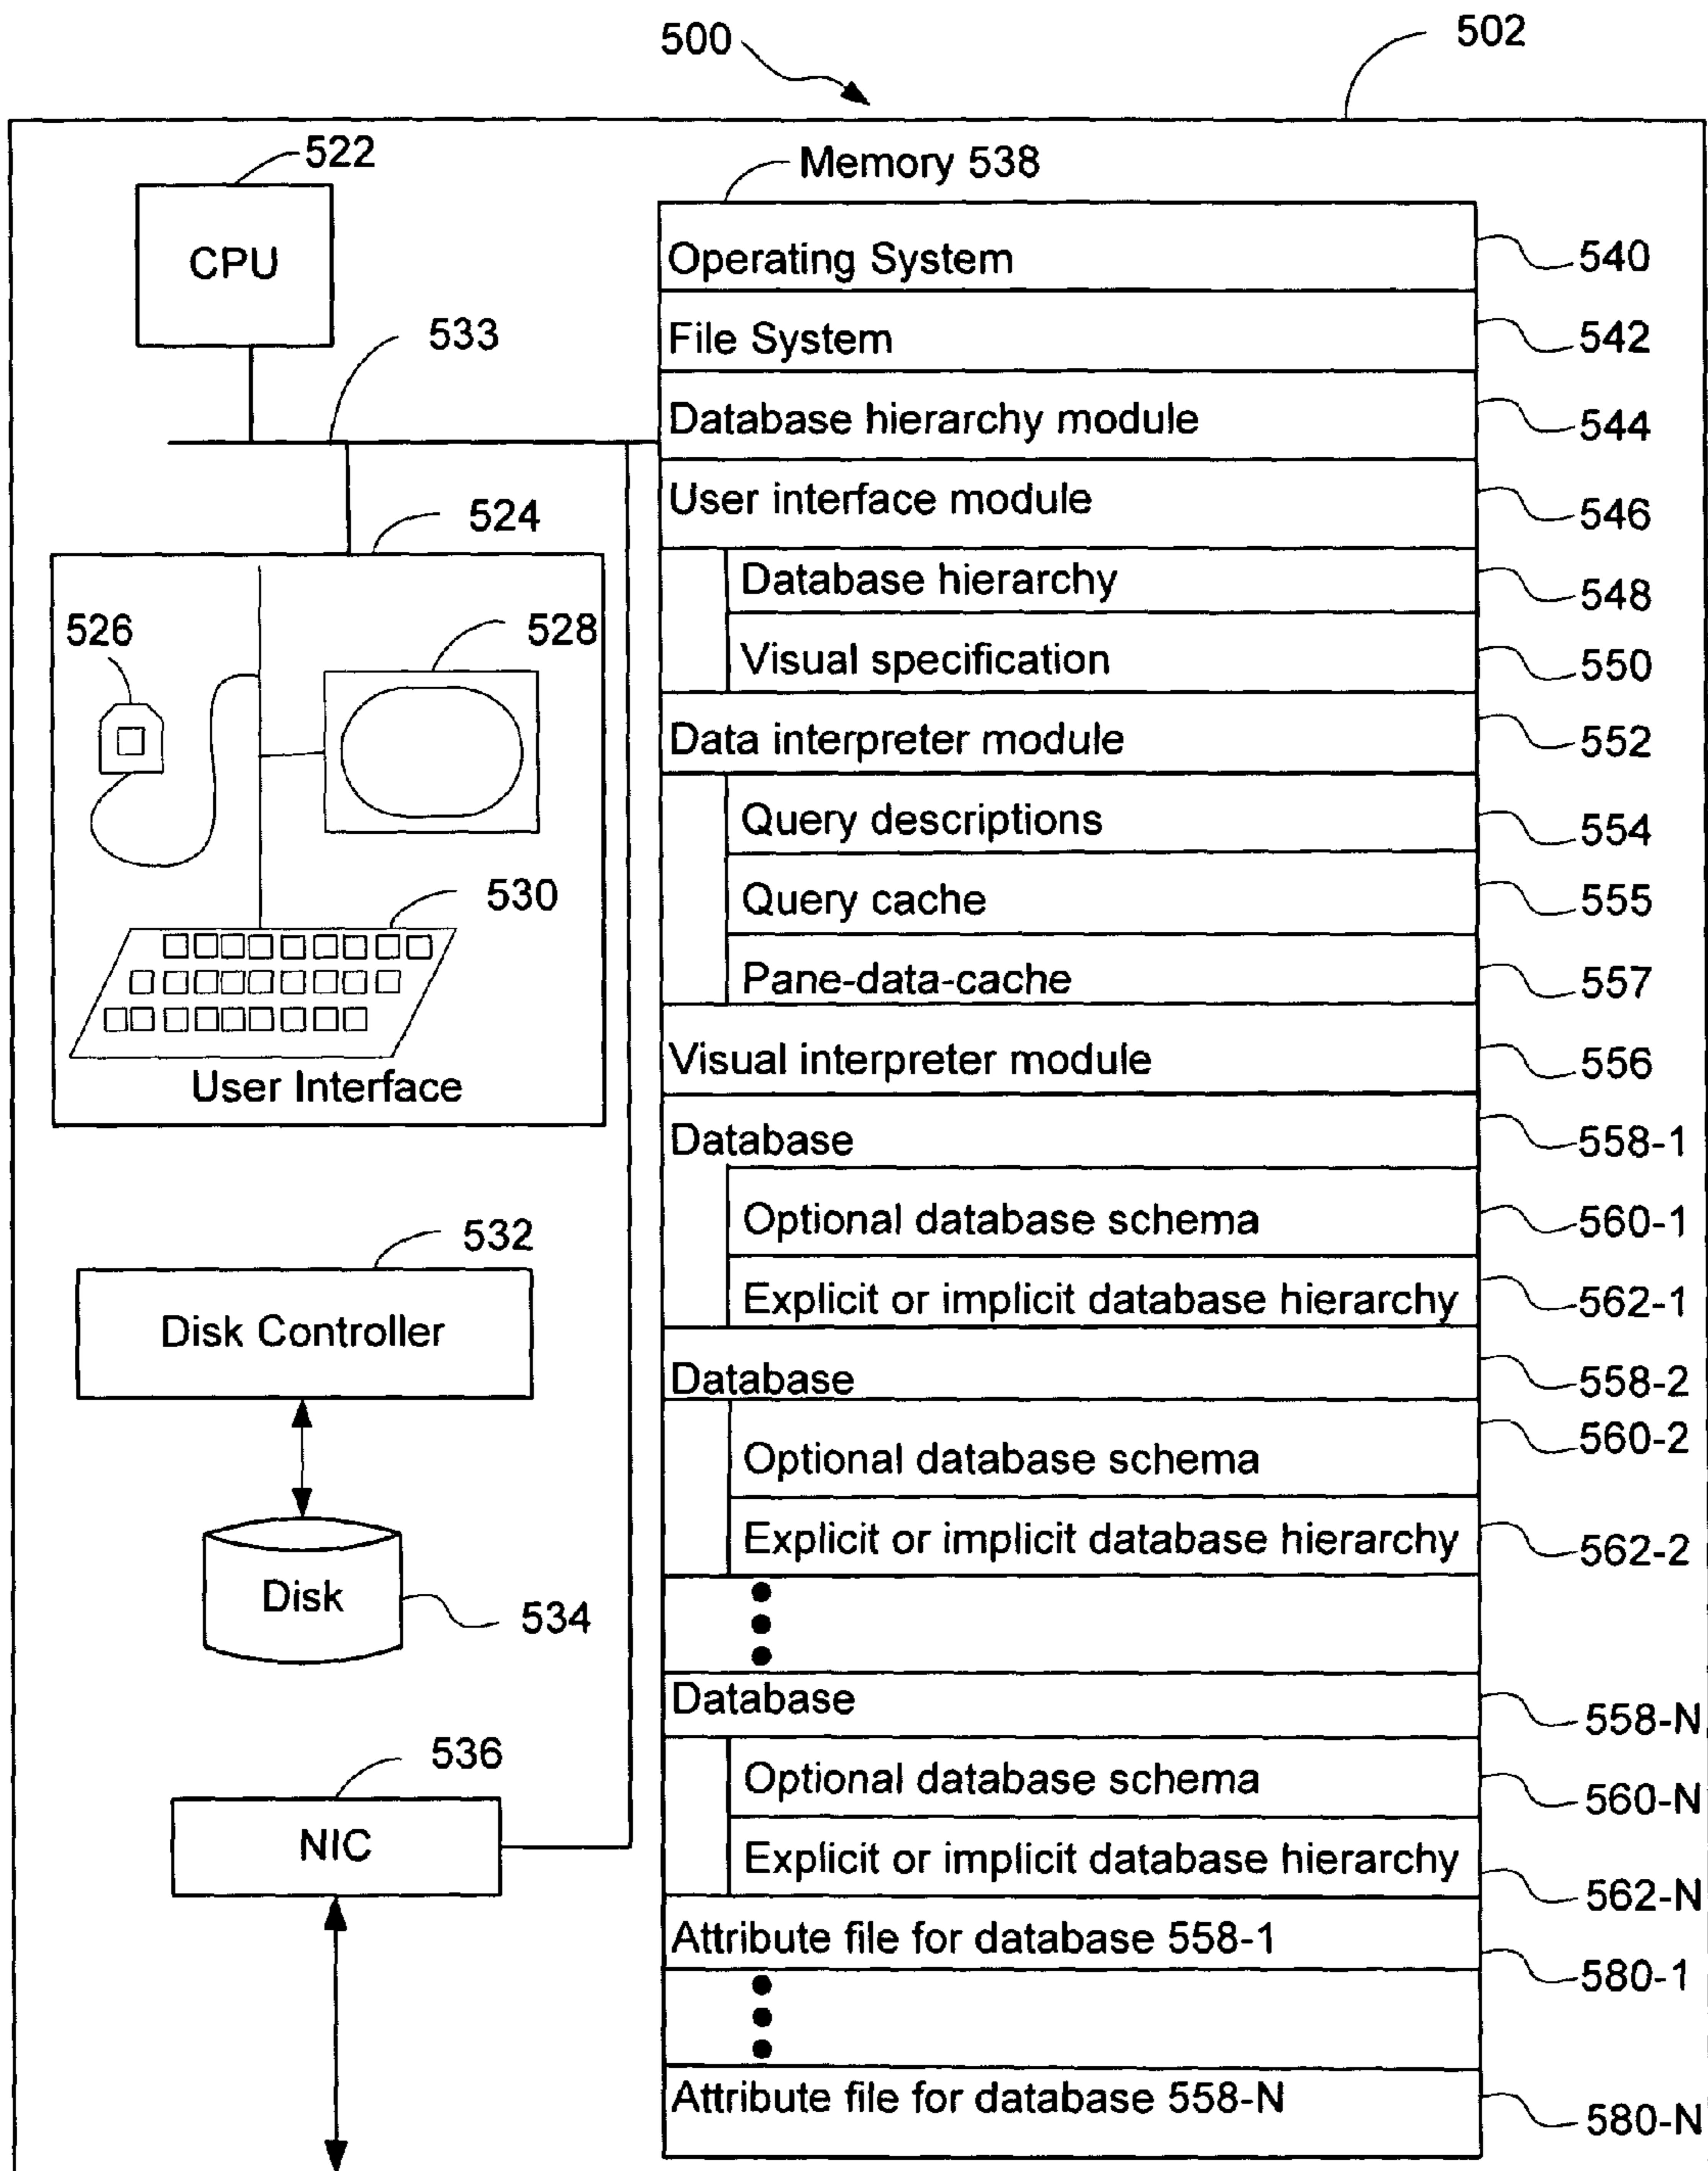 500
502
522
CPU
533
524
526
528
530
User Interface
532
Disk Controller
Disk
534
536
NIC
Memory 538
Operating System 540
File System 542
Database hierarchy module 544
User interface module 546
Database hierarchy 548
Visual specification 550
Data interpreter module 552
Query descriptions 554
Query cache 555
Pane-data-cache 557
Visual interpreter module 556
Database 558-1
Optional database schema 560-1
Explicit or implicit database hierarchy 562-1
Database 558-2
Optional database schema 560-2
Explicit or implicit database hierarchy 562-2
Database 558-N
Optional database schema 560-N
Explicit or implicit database hierarchy 562-N
Attribute file for database 558-1 580-1
Attribute file for database 558-N 580-N